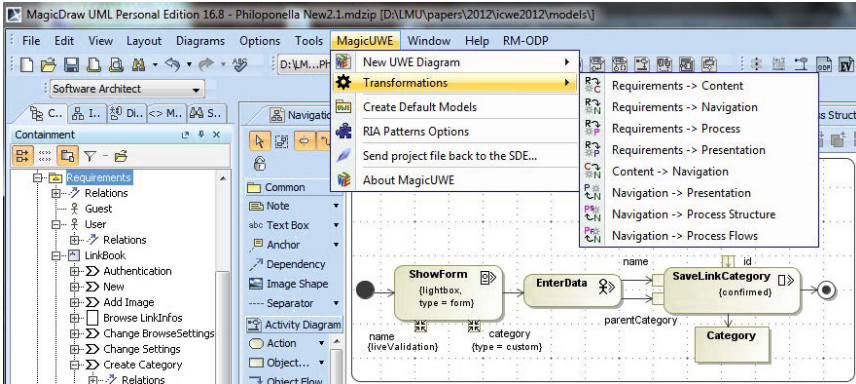 MagicDraw UML Personal Edition 16.8 - Philoponella New2.1.mdzip [D:\LMU\papers\2012\icwe2012\models\]
File Edit View Layout Diagrams Options Tools MagicUWE Window Help RM-ODP
D:\LM...Ph
Software Architect
C.. I.. Di.. <> M.. S..
Containment
Requirements
Relations
Guest
User
Relations
LinkBook
Authentication
New
Add Image
Browse LinkInfos
Change BrowseSettings
Change Settings
Create Category
Relations
Navigatio
Common
Note
abc Text Box
Anchor
Dependency
Image Shape
Separator
Activity Diagram
Action
Object...
Object Flow
New UWE Diagram
Transformations
Create Default Models
RIA Patterns Options
Send project file back to the SDE...
About MagicUWE
Requirements -> Content
Requirements -> Navigation
Requirements -> Process
Requirements -> Presentation
Content -> Navigation
Navigation -> Presentation
Navigation -> Process Structure
Navigation -> Process Flows
s Struct
ShowForm
{lightbox,
type = form}
name
{liveValidation}
category
{type = custom}
EnterData
name
id
parentCategory
SaveLinkCategory
{confirmed}
Category